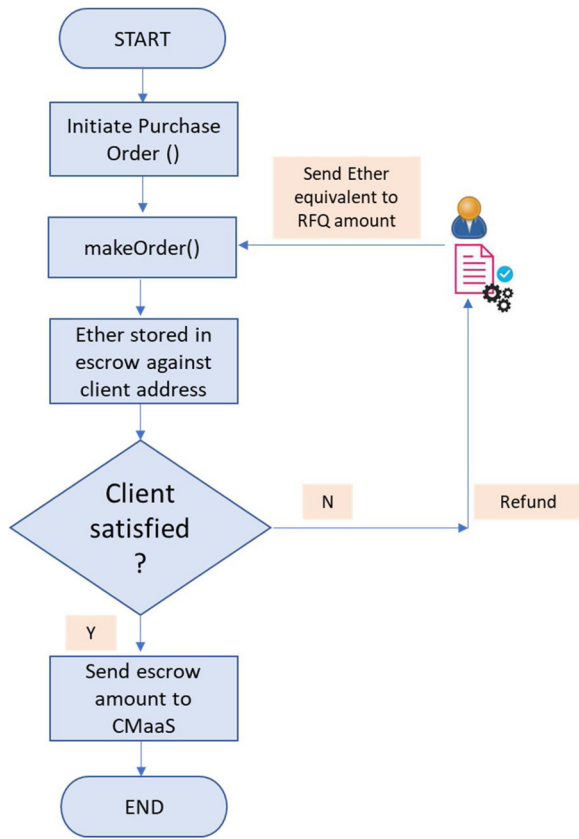 START
Initiate Purchase
Order ()
Send Ether
equivalent to
RFQ amount
makeOrder()
Ether stored in
escrow against
client address
Client
satisfied
?
N
Refund
Y
Send escrow
amount to
CMaaS
END